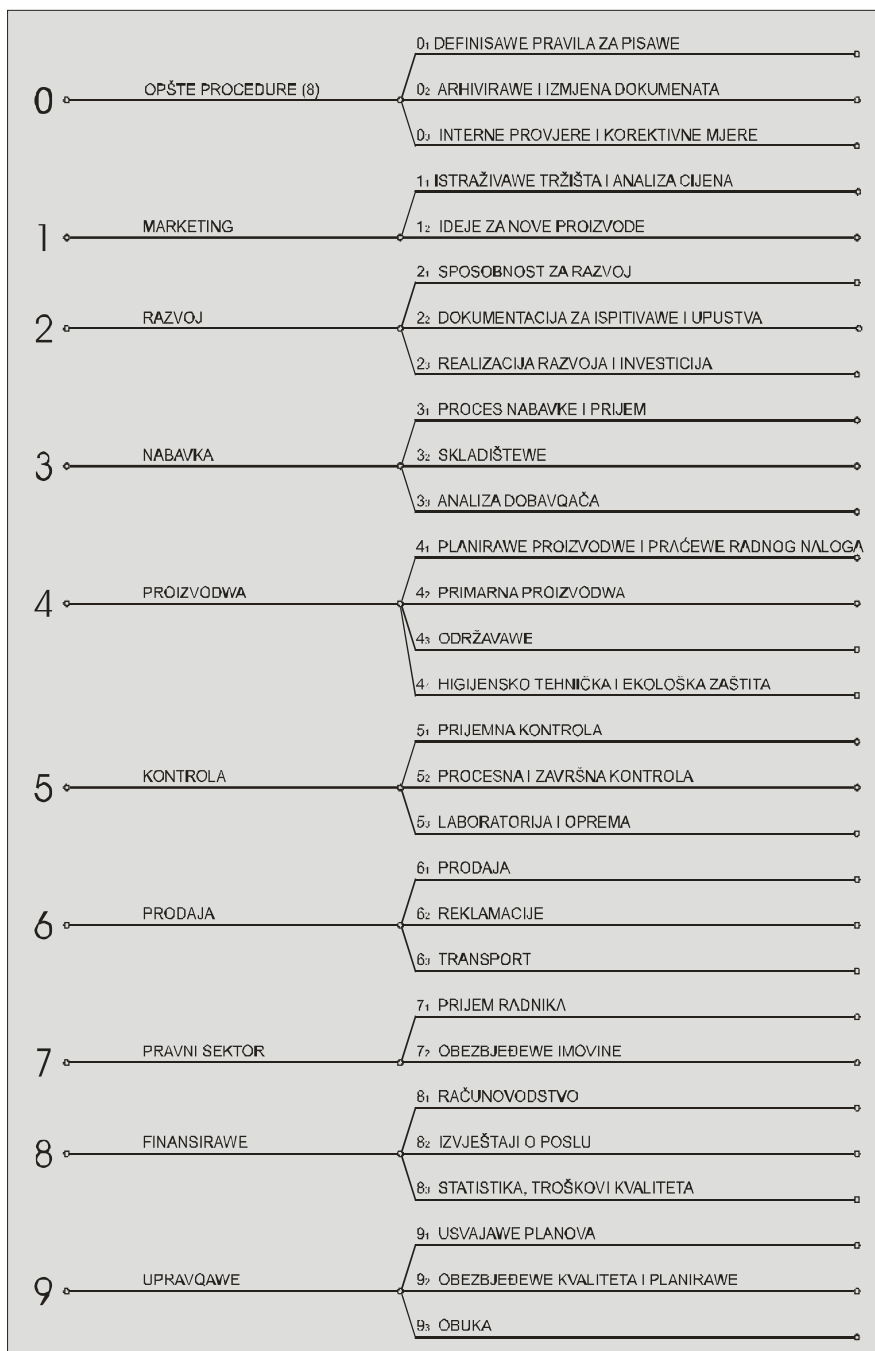 0₁ DEFINISAWE PRAVILA ZA PISAWE
0 OPŠTE PROCEDURE (8) 0₂ ARHIVIRAWE I IZMJENA DOKUMENATA
0₃ INTERNE PROVJERE I KOREKTIVNE MJERE
1₁ ISTRAŽIVAWE TRŽIŠTA I ANALIZA CIJENA
1 MARKETING 1₂ IDEJE ZA NOVE PROIZVODE
2₁ SPOSOBNOST ZA RAZVOJ
2 RAZVOJ 2₂ DOKUMENTACIJA ZA ISPITIVAWE I UPUSTVA
2₃ REALIZACIJA RAZVOJA I INVESTICIJA
3₁ PROCES NABAVKE I PRIJEM
3 NABAVKA 3₂ SKLADIŠTEWE
3₃ ANALIZA DOBAVQAČA
4₁ PLANIRAWE PROIZVODWE I PRAĆEWE RADNOG NALOGA
4 PROIZVODWA 4₂ PRIMARNA PROIZVODWA
4₃ ODRŽAVAWE
4₄ HIGIJENSKO TEHNIČKA I EKOLOŠKA ZAŠTITA
5₁ PRIJEMNA KONTROLA
5 KONTROLA 5₂ PROCESNA I ZAVRŠNA KONTROLA
5₃ LABORATORIJA I OPREMA
6₁ PRODAJA
6 PRODAJA 6₂ REKLAMACIJE
6₃ TRANSPORT
7₁ PRIJEM RADNIKA
7 PRAVNI SEKTOR 7₂ OBEZBJEĐEWE IMOVINE
8₁ RAČUNOVODSTVO
8 FINANSIRAWE 8₂ IZVJEŠTAJI O POSLU
8₃ STATISTIKA, TROŠKOVI KVALITETA
9₁ USVAJAWE PLANOVA
9 UPRAVQAWE 9₂ OBEZBJEĐEWE KVALITETA I PLANIRAWE
9₃ OBUKA